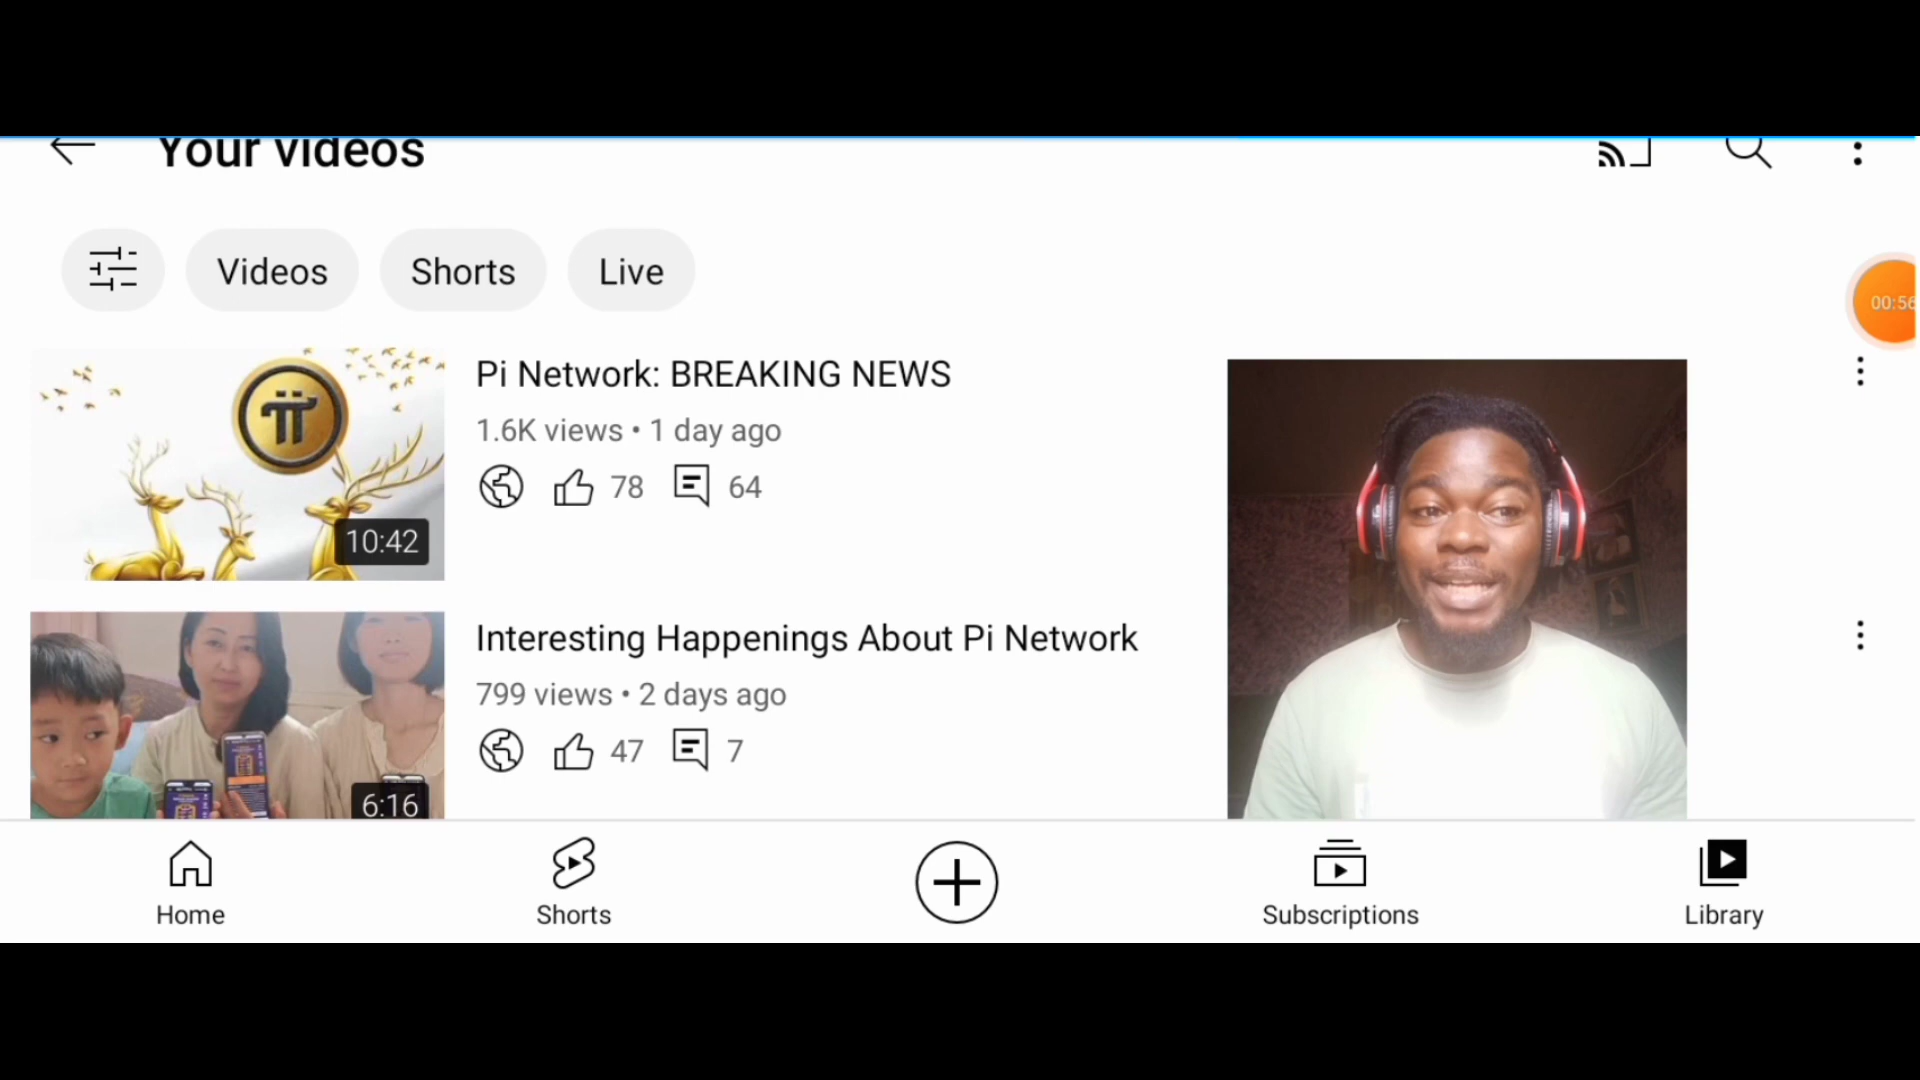 Your videos
Videos
Shorts
Live
00:56
Pi Network: BREAKING NEWS
1.6K views • 1 day ago
78
64
10:42
Interesting Happenings About Pi Network
799 views • 2 days ago
47
7
6:16
Home
Shorts
Subscriptions
Library